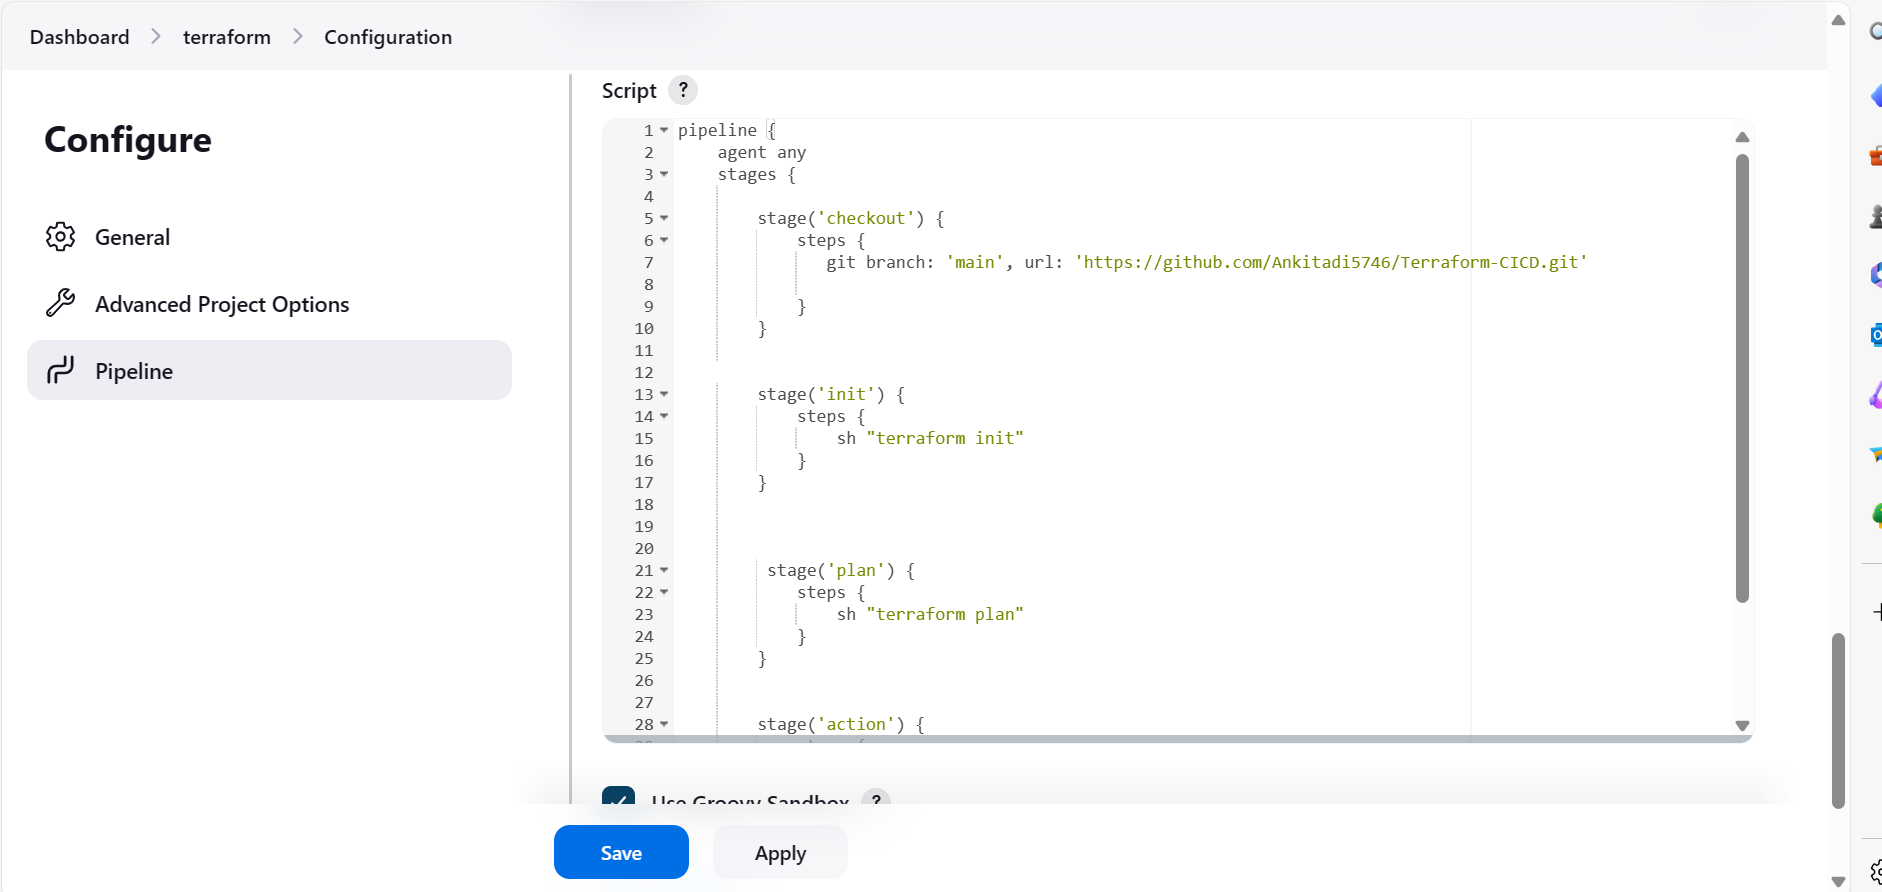 Dashboard > terraform > Configuration
Configure
General
Advanced Project Options
Pipeline
Script ?
1 pipeline {
2     agent any
3     stages {
4
5         stage('checkout') {
6             steps {
7                git branch: 'main', url: 'https://github.com/Ankitadi5746/Terraform-CICD.git'
8
9             }
10         }
11
12
13         stage('init') {
14             steps {
15                 sh "terraform init"
16             }
17         }
18
19
20
21          stage('plan') {
22             steps {
23                 sh "terraform plan"
24             }
25         }
26
27
28         stage('action') {
Use Groovy Sandbox ?
Save
Apply